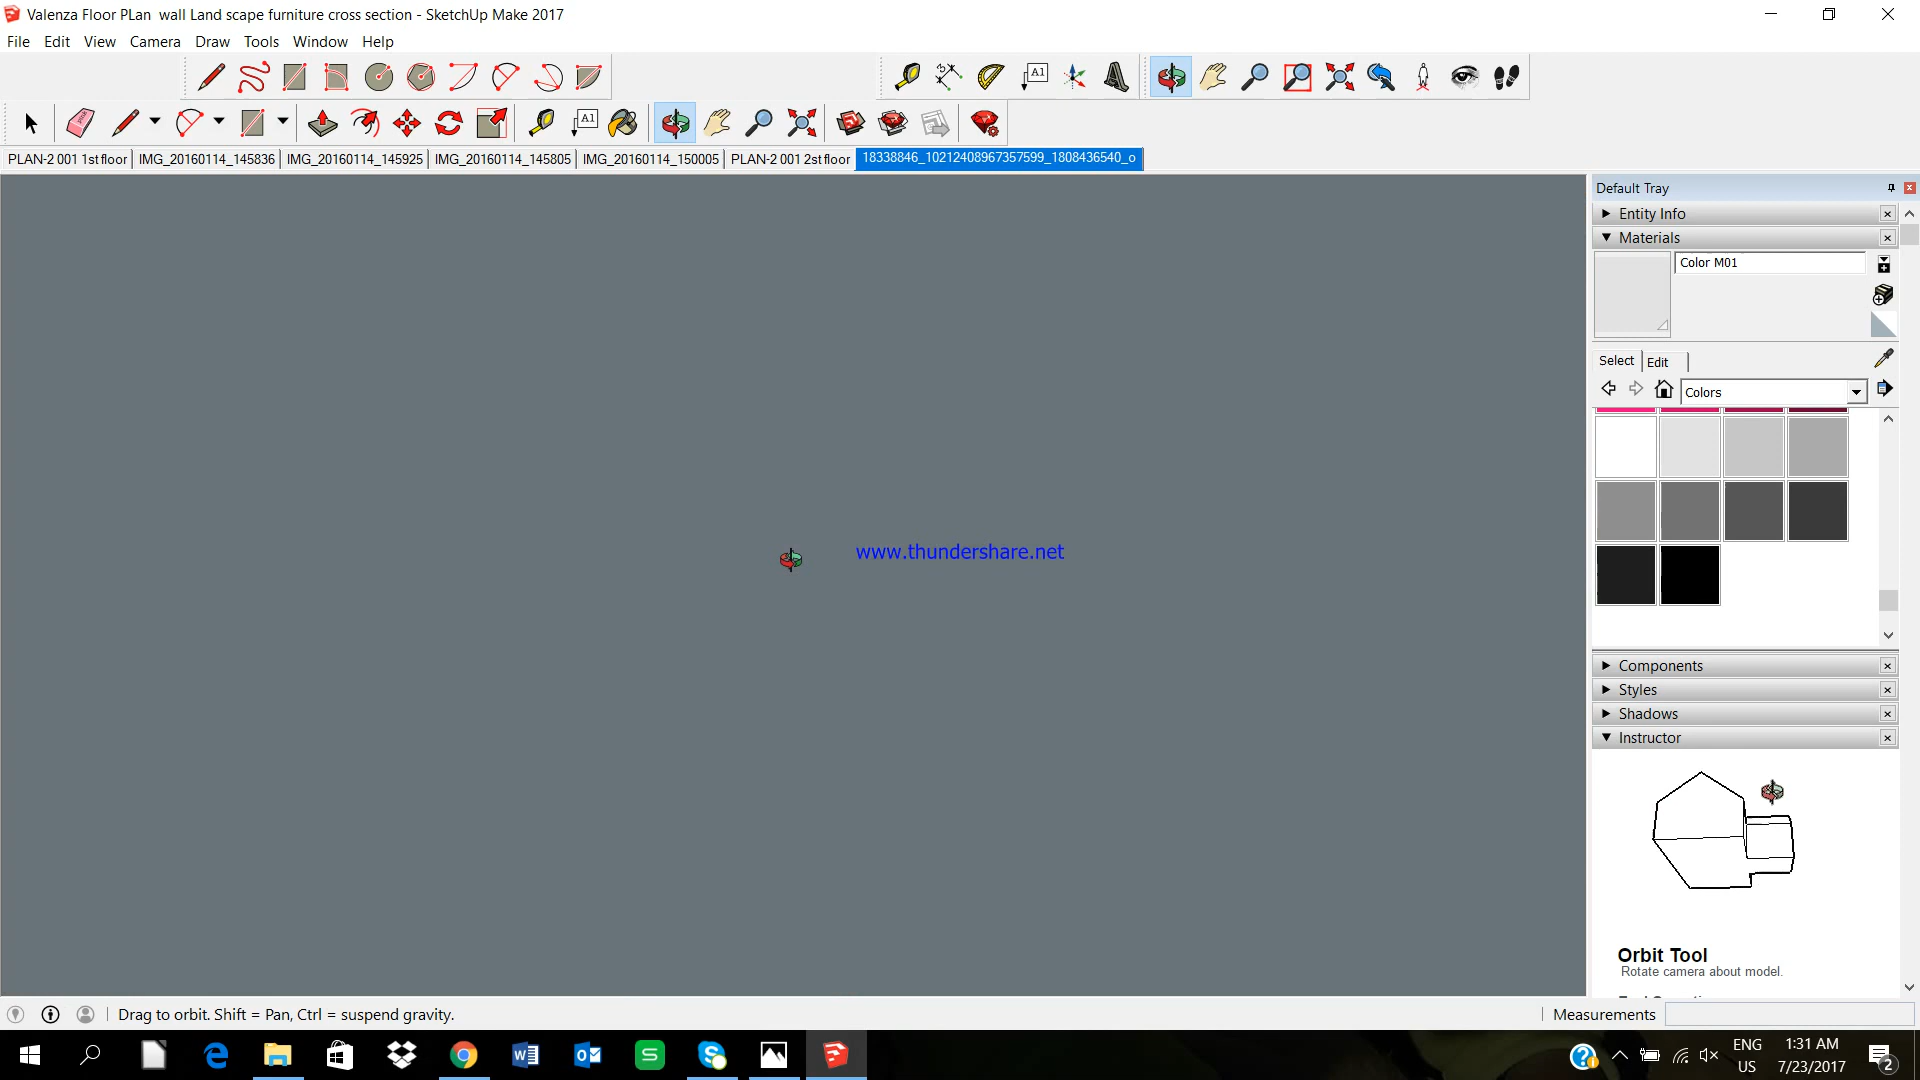 Valenza Floor PLan  wall Land scape furniture cross section - SketchUp Make 2017
File Edit View Camera Draw Tools Window Help
A1
A1
PLAN-2 001 1st floor IMG_20160114_145836 IMG_20160114_145925 IMG_20160114_145805 IMG_20160114_150005 PLAN-2 001 2st floor 18338846_10212408967357599_1808436540_o
Default Tray
Entity Info
Materials
Color M01
Select Edit
Colors
www.thundershare.net
Components
Styles
Shadows
Instructor
Orbit Tool
Rotate camera about model.
Drag to orbit. Shift = Pan, Ctrl = suspend gravity.
Measurements
ENG
US
1:31 AM
7/23/2017
2